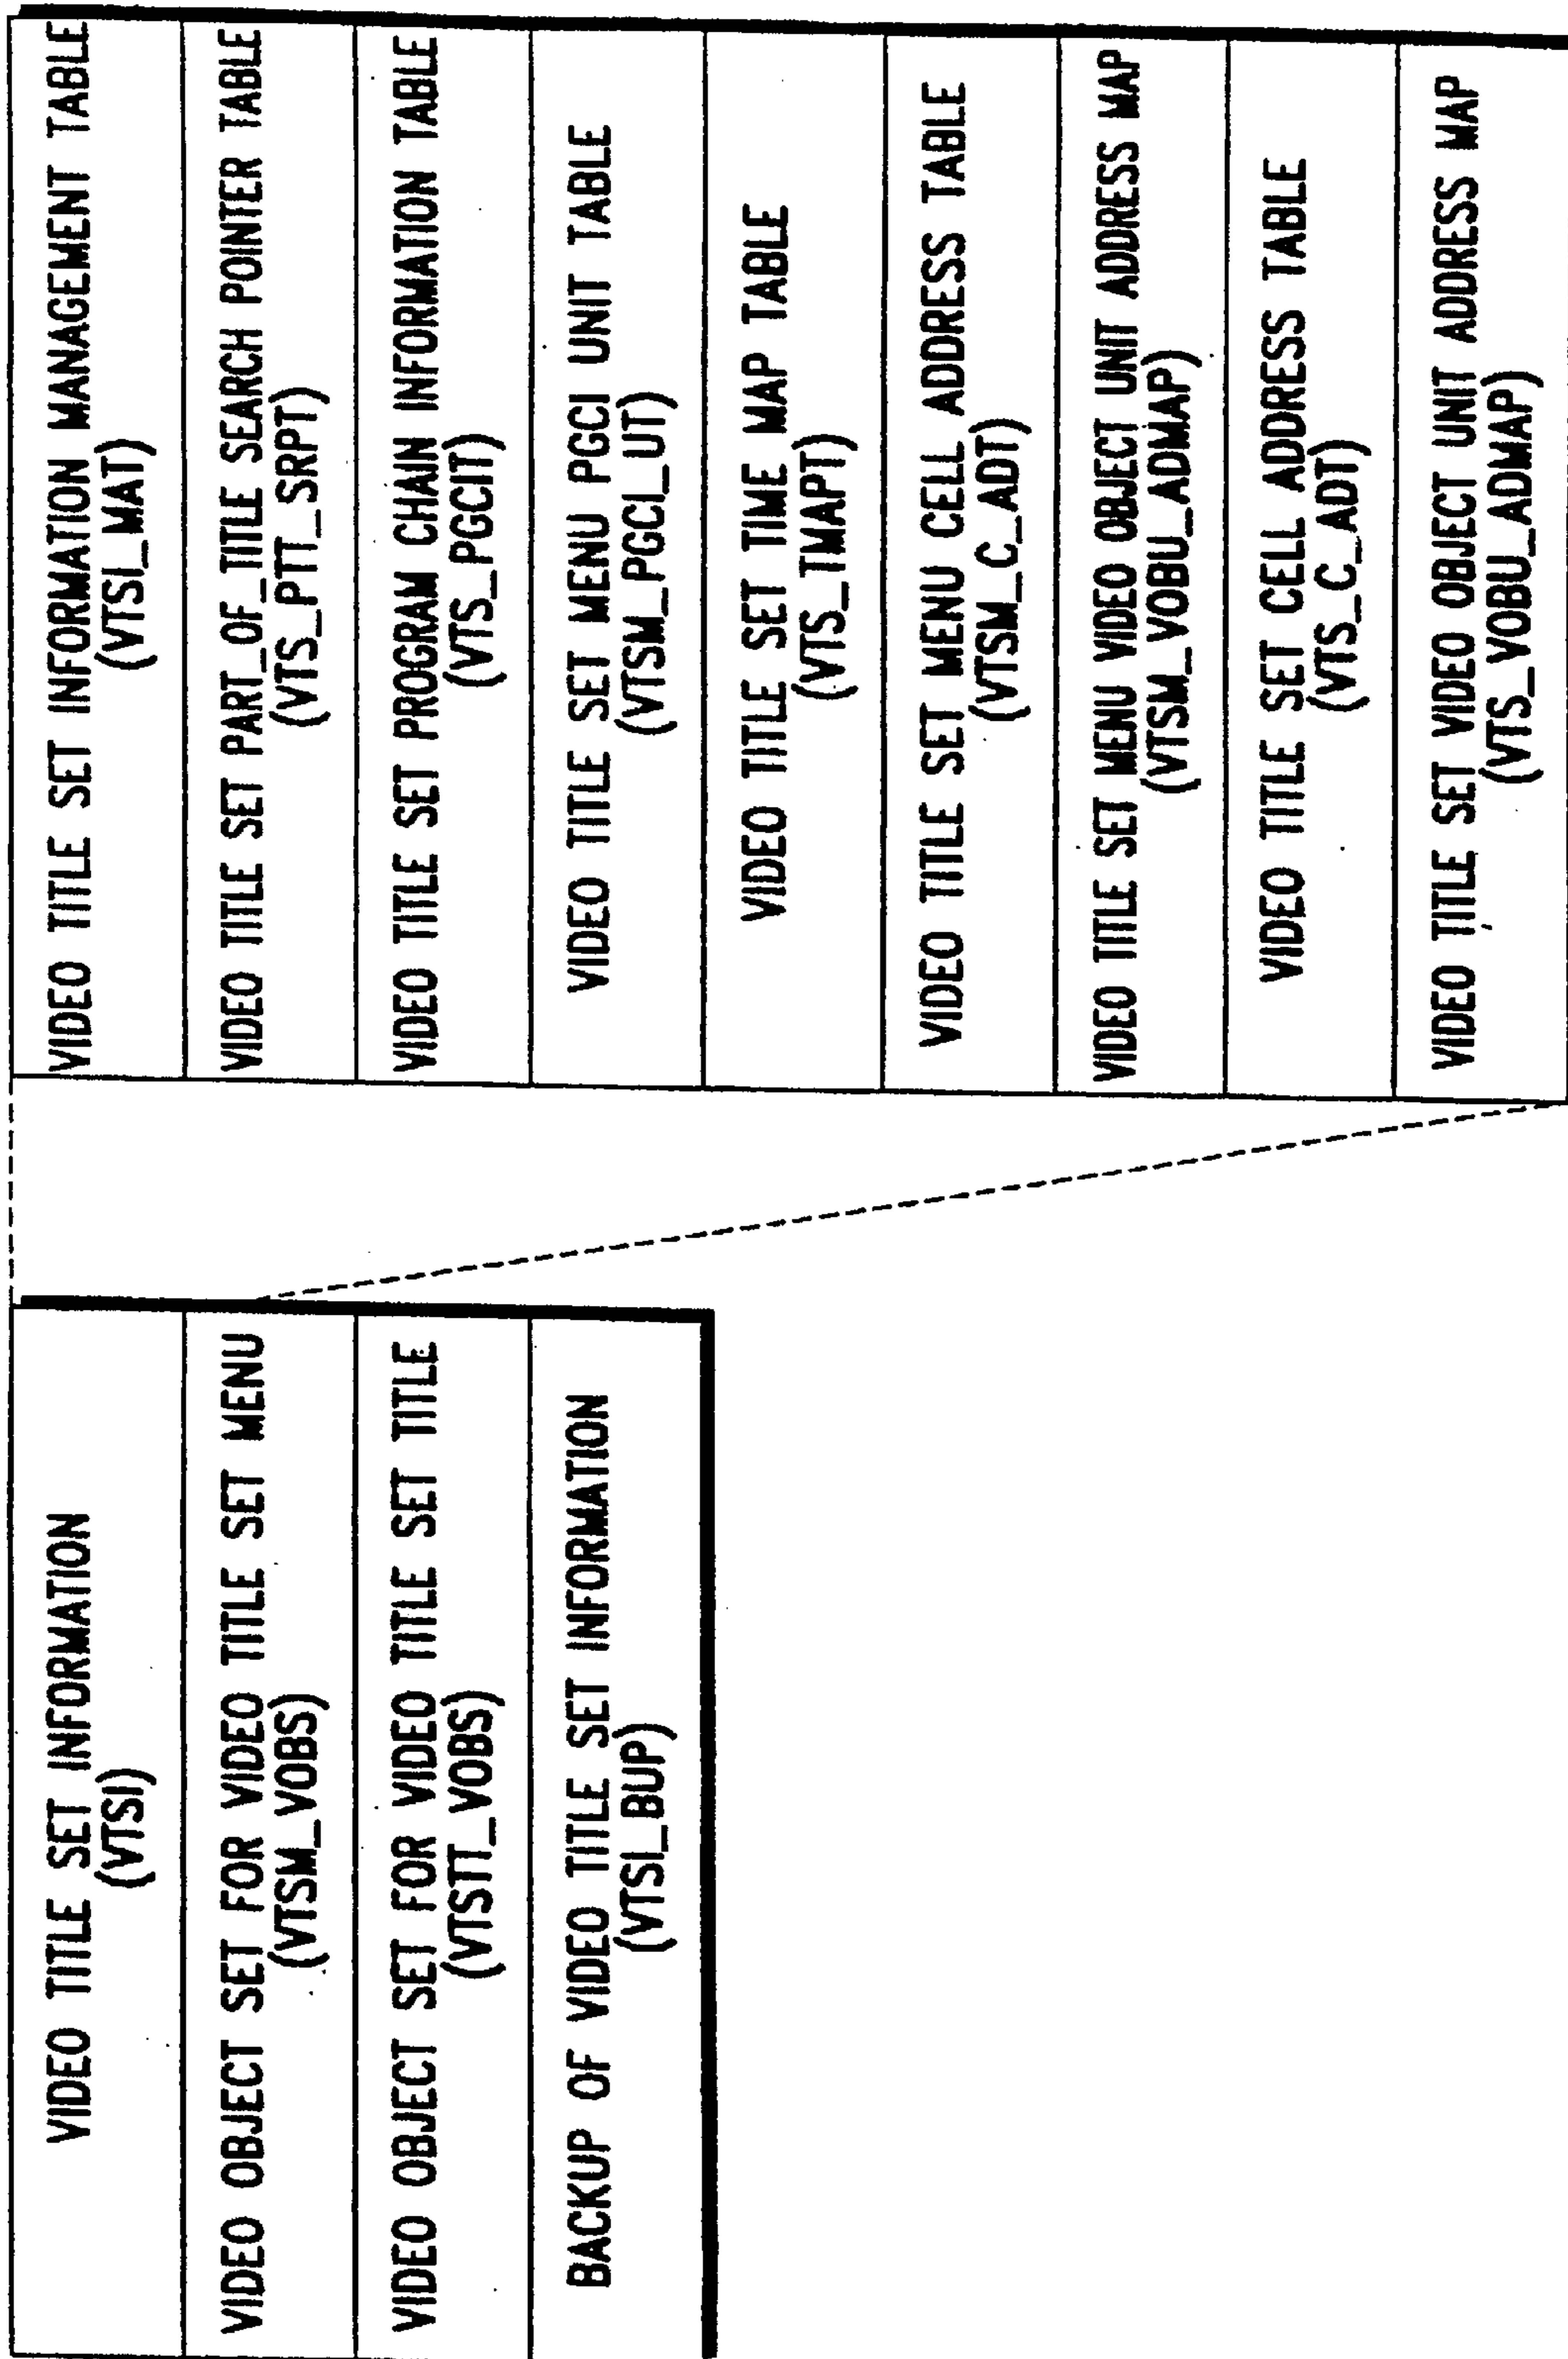 VIDEO TITLE SET INFORMATION
(VTSI)
VIDEO OBJECT SET FOR VIDEO TITLE SET MENU
(VTSM_VOBS)
VIDEO OBJECT SET FOR VIDEO TITLE SET TITLE
(VTSTT_VOBS)
BACKUP OF VIDEO TITLE SET INFORMATION
(VTSI_BUP)
VIDEO TITLE SET INFORMATION MANAGEMENT TABLE
(VTSI_MAT)
VIDEO TITLE SET PART_OF_TITLE SEARCH POINTER TABLE
(VTS_PTT_SRPT)
VIDEO TITLE SET PROGRAM CHAIN INFORMATION TABLE
(VTS_PGCIT)
VIDEO TITLE SET MENU PGCI UNIT TABLE
(VTSM_PGCI_UT)
VIDEO TITLE SET TIME MAP TABLE
(VTS_TMAPT)
VIDEO TITLE SET MENU CELL ADDRESS TABLE
(VTSM_C_ADT)
VIDEO TITLE SET MENU VIDEO OBJECT UNIT ADDRESS MAP
(VTSM_VOBU_ADMAP)
VIDEO TITLE SET CELL ADDRESS TABLE
(VTS_C_ADT)
VIDEO TITLE SET VIDEO OBJECT UNIT ADDRESS MAP
(VTS_VOBU_ADMAP)